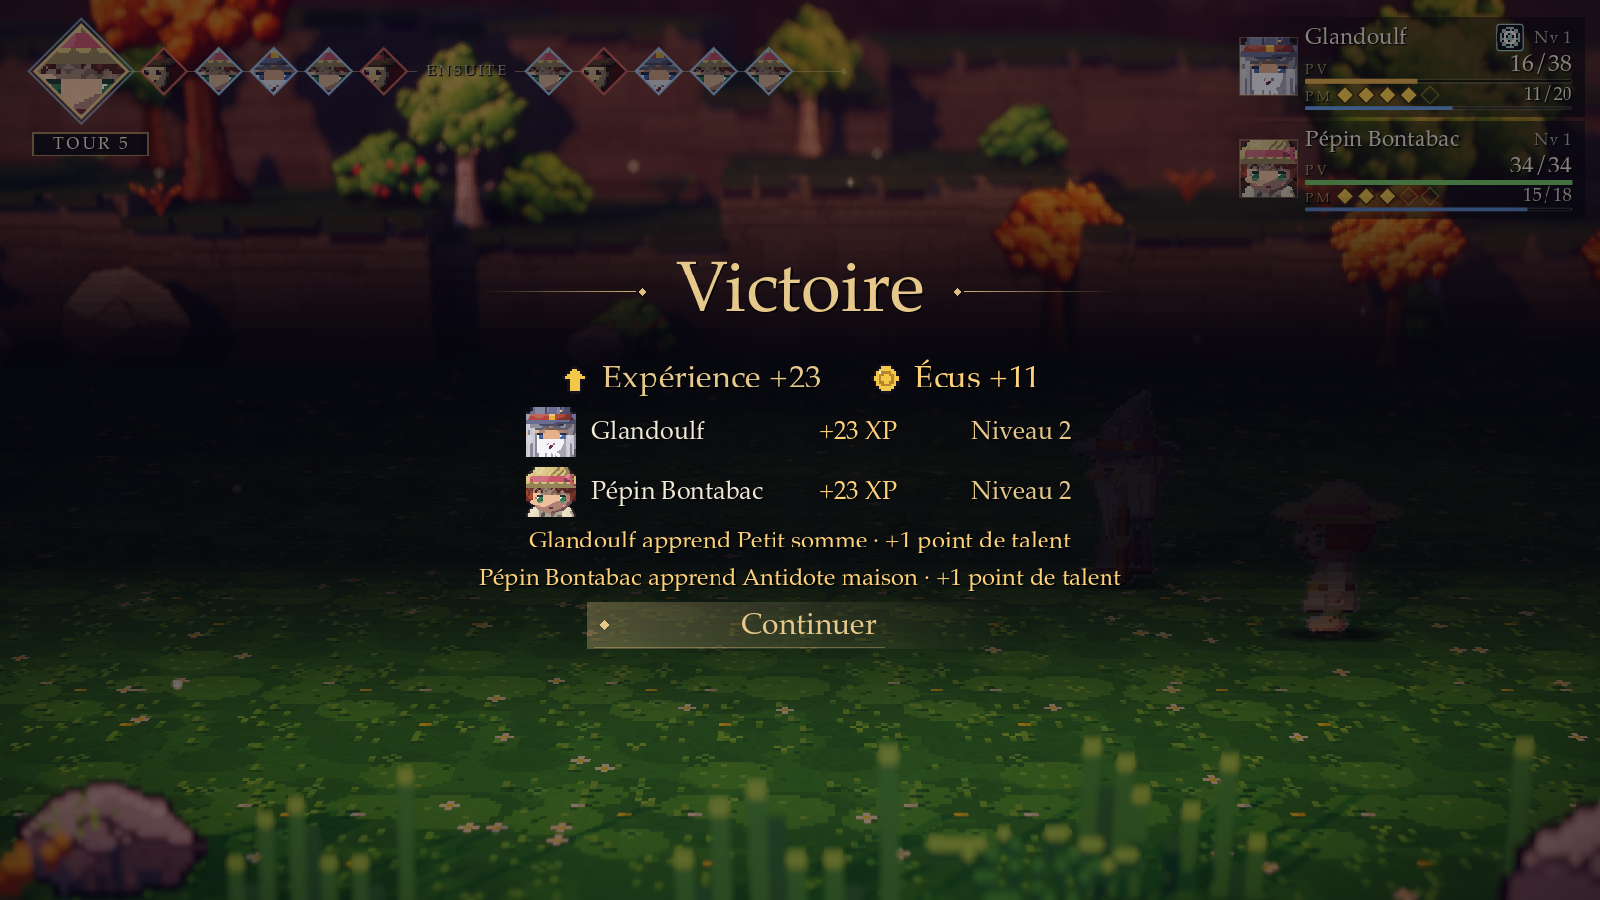 ENSUITE
TOUR 5
Glandoulf Nv 1
PV 16/38
PM 11/20
Pépin Bontabac Nv 1
PV 34/34
PM 15/18
Victoire
Expérience +23 Écus +11
Glandoulf +23 XP Niveau 2
Pépin Bontabac +23 XP Niveau 2
Glandoulf apprend Petit somme · +1 point de talent
Pépin Bontabac apprend Antidote maison · +1 point de talent
Continuer